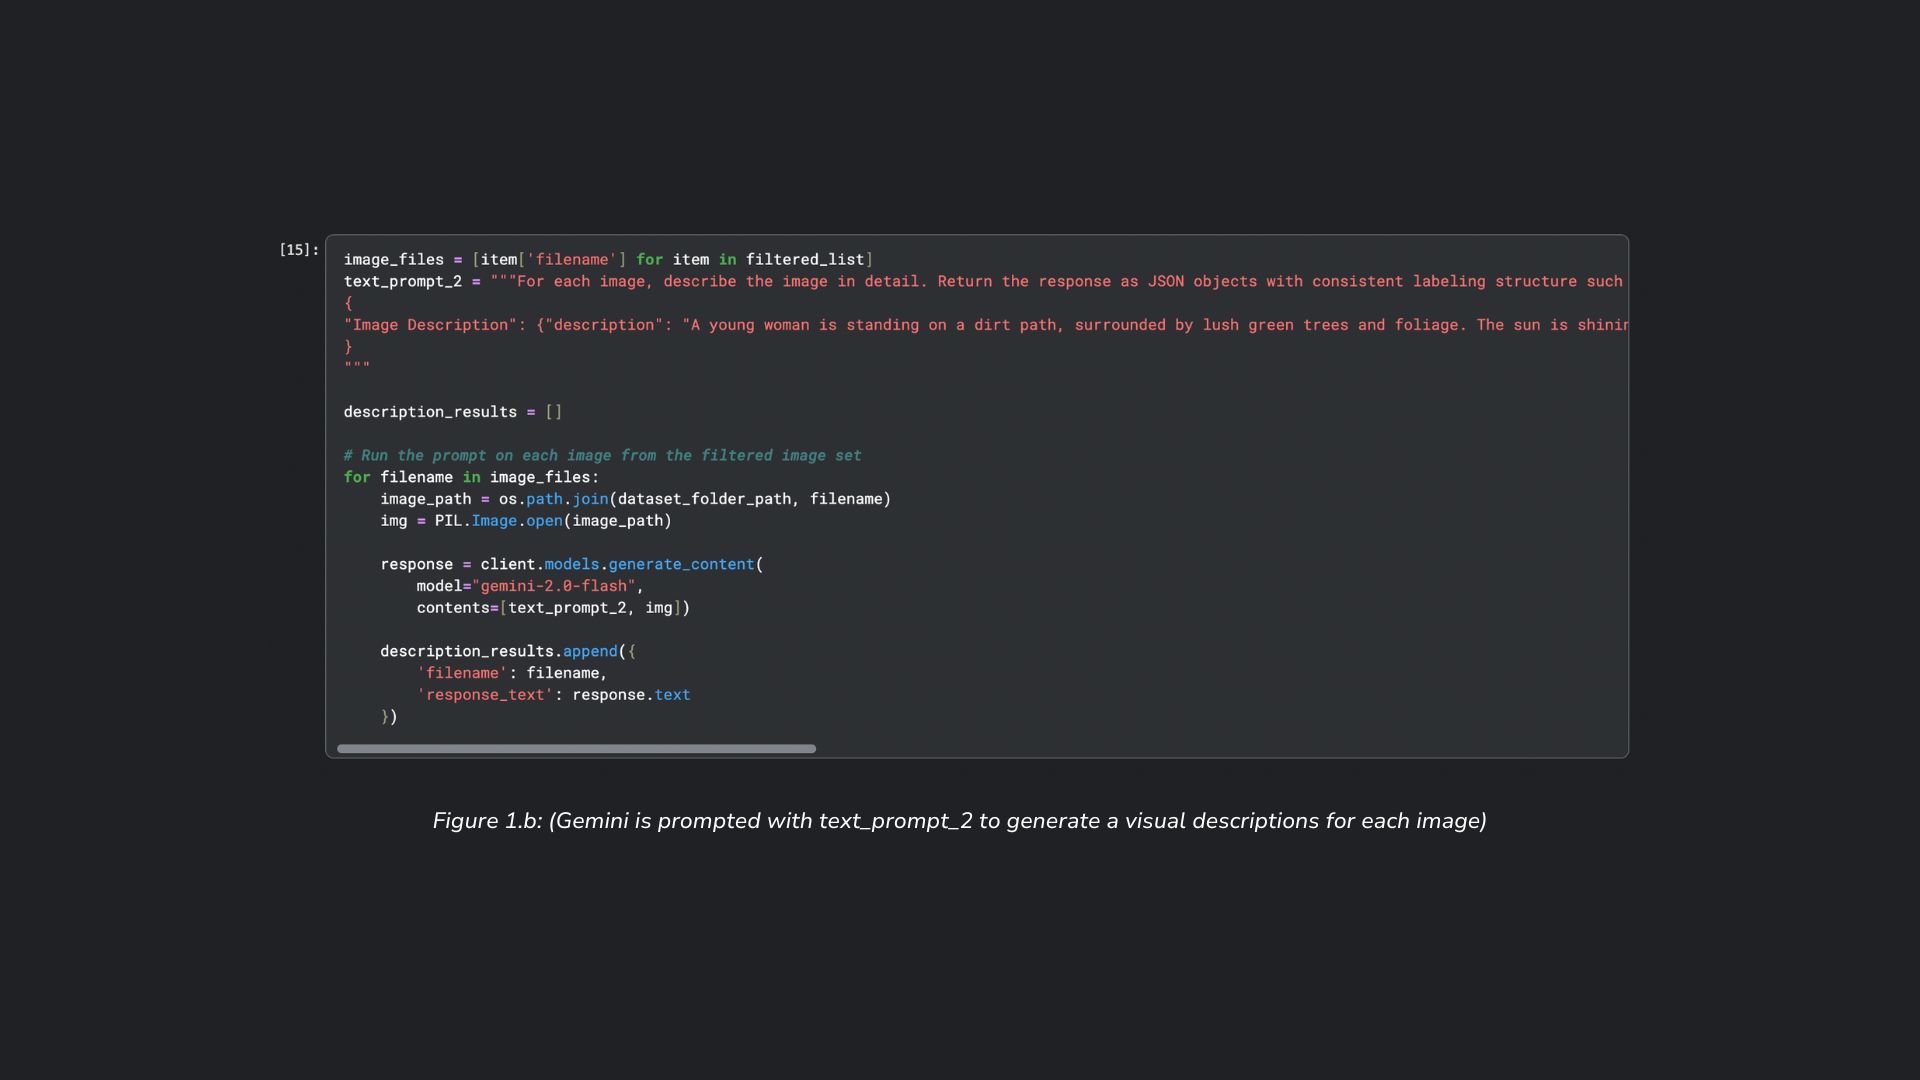 [15]:
image_files = [item['filename'] for item in filtered_list]
text_prompt_2 = """For each image, describe the image in detail. Return the response as JSON objects with consistent labeling structure such
{
"Image Description": {"description": "A young woman is standing on a dirt path, surrounded by lush green trees and foliage. The sun is shinin
}
"""
description_results = []
# Run the prompt on each image from the filtered image set
for filename in image_files:
    image_path = os.path.join(dataset_folder_path, filename)
    img = PIL.Image.open(image_path)
    response = client.models.generate_content(
        model="gemini-2.0-flash",
        contents=[text_prompt_2, img])
    description_results.append({
        'filename': filename,
        'response_text': response.text
    })
Figure 1.b: (Gemini is prompted with text_prompt_2 to generate a visual descriptions for each image)